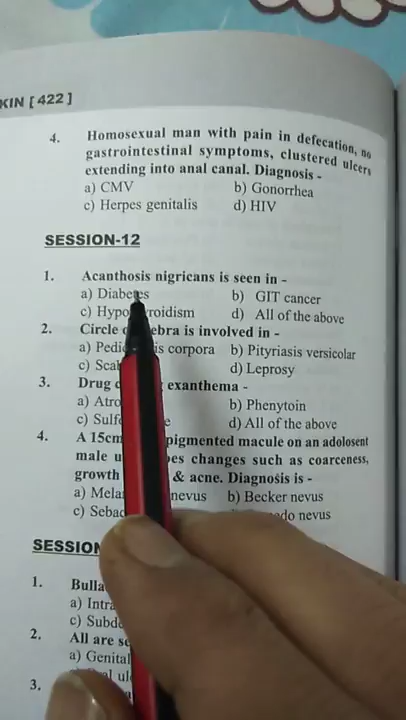 KIN [ 422 ]
4. Homosexual man with pain in defecation, no
gastrointestinal symptoms, clustered ulcers
extending into anal canal. Diagnosis -
a) CMV b) Gonorrhea
c) Herpes genitalis d) HIV
SESSION-12
1. Acanthosis nigricans is seen in -
a) Diabetes b) GIT cancer
c) Hypo roidism d) All of the above
2. Circle o ebra is involved in -
a) Pedic is corpora b) Pityriasis versicolar
c) Sca d) Leprosy
3. Drug c exanthema -
a) Atro b) Phenytoin
c) Sulf e d) All of the above
4. A 15cm pigmented macule on an adolosent
male u es changes such as coarceness,
growth & acne. Diagnosis is -
a) Mela nevus b) Becker nevus
c) Sebac do nevus
SESSION
1. Bulla
a) Intra
c) Subde
2. All are s
a) Genital
ral ul
3.